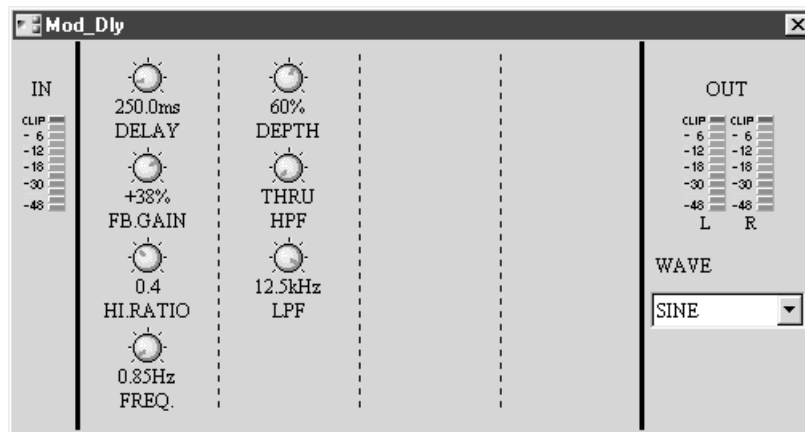 Mod_Dly
IN
CLIP
- 6
-12
-18
-30
-48
250.0ms
DELAY
+38%
FB.GAIN
0.4
HI.RATIO
0.85Hz
FREQ.
60%
DEPTH
THRU
HPF
12.5kHz
LPF
OUT
CLIP CLIP
- 6 - 6
-12 -12
-18 -18
-30 -30
-48 -48
L R
WAVE
SINE